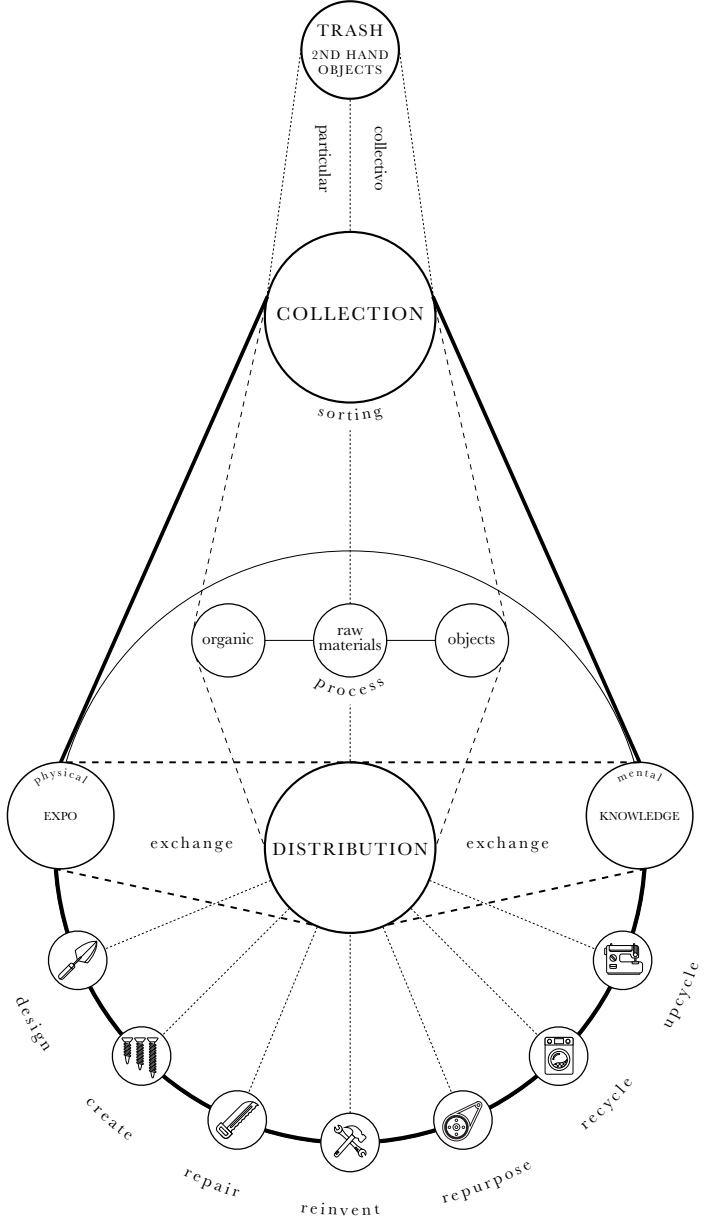 TRASH
2ND HAND
OBJECTS
particular
collectivo
COLLECTION
sorting
organic
raw
materials
objects
process
physical
EXPO
mental
KNOWLEDGE
exchange
DISTRIBUTION
exchange
design
create
repair
reinvent
repurpose
recycle
upcycle